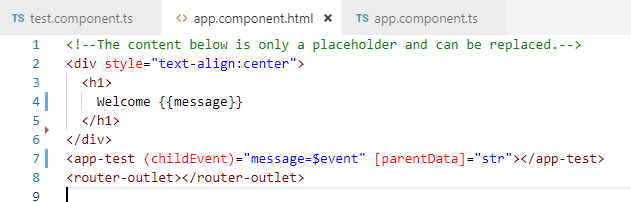 TS test.component.ts <> app.component.html × TS app.component.ts
1 <!--The content below is only a placeholder and can be replaced.-->
2 <div style="text-align:center">
3 <h1>
4 Welcome {{message}}
5 </h1>
6 </div>
7 <app-test (childEvent)="message=$event" [parentData]="str"></app-test>
8 <router-outlet></router-outlet>
9